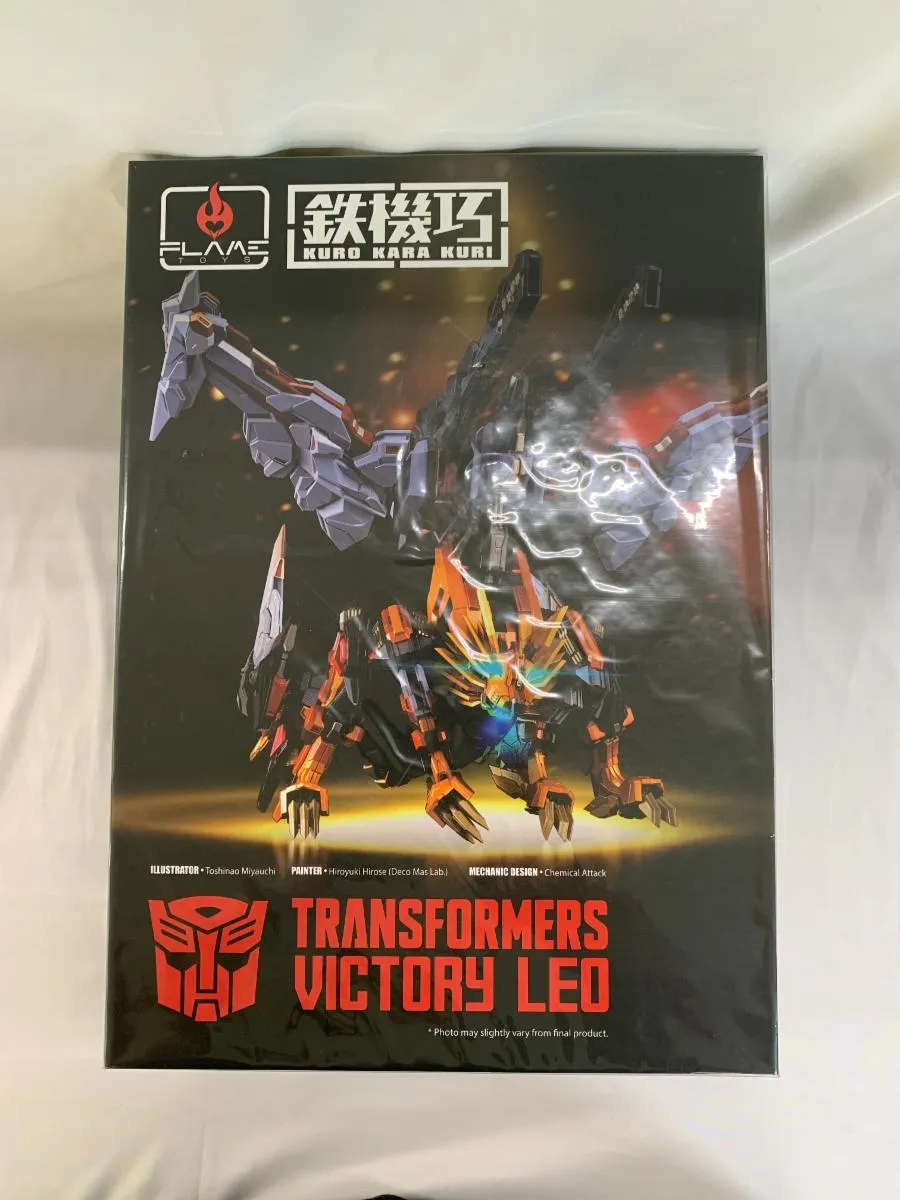 FLAME
TOYS
鉄機巧
KURO KARA KURI
ILLUSTRATOR • Toshinao Miyauchi PAINTER • Hiroyuki Hirose (Deco Mas Lab.) MECHANIC DESIGN • Chemical Attack
TRANSFORMERS
VICTORY LEO
* Photo may slightly vary from final product.